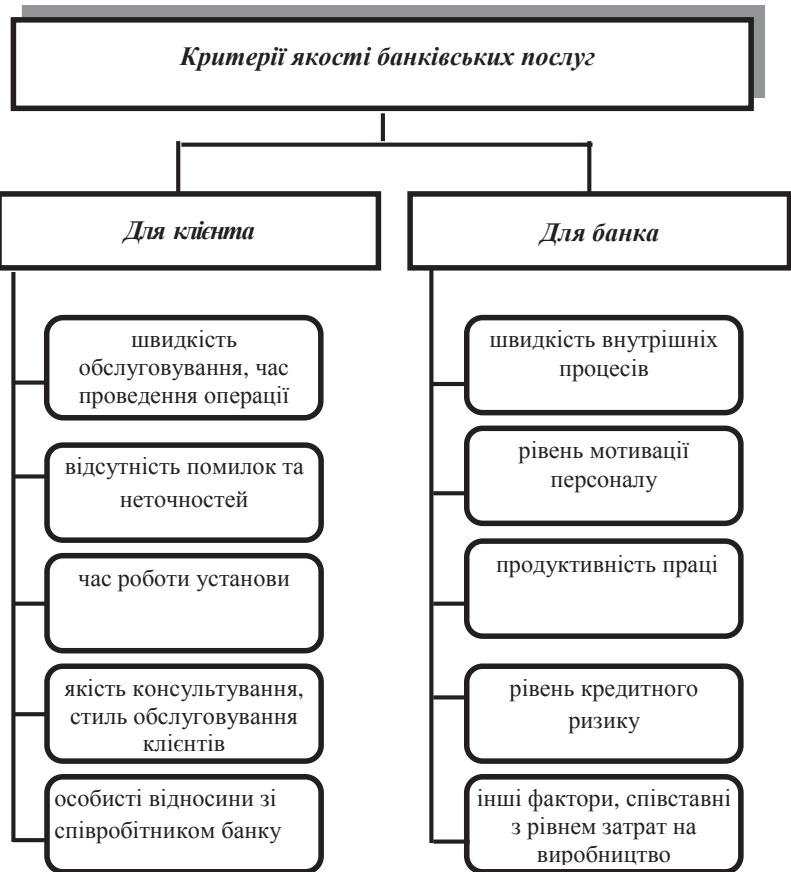 Критерії якості банківських послуг
Для клієнта
Для банка
швидкість
обслуговування, час
проведення операції
відсутність помилок та
неточностей
час роботи установи
якість консультування,
стиль обслуговування
клієнтів
особисті відносини зі
співробітником банку
швидкість внутрішніх
процесів
рівень мотивації
персоналу
продуктивність праці
рівень кредитного
ризику
інші фактори, співставні
з рівнем затрат на
виробництво